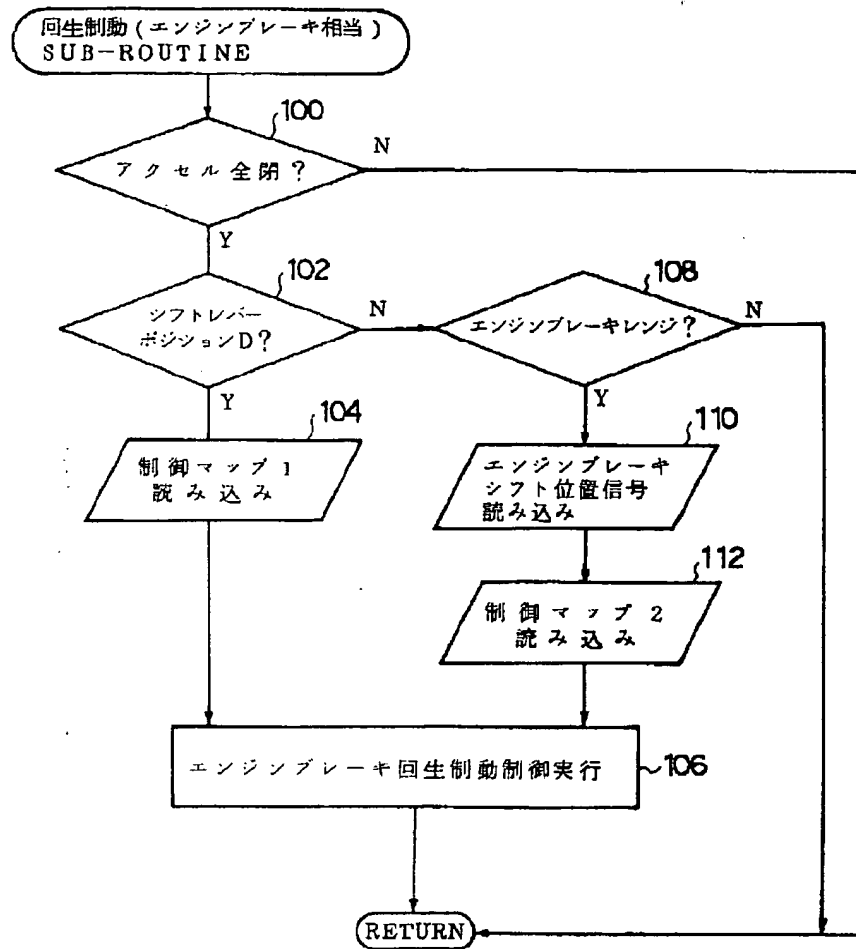 回生制動(エンジンブレーキ相当)
SUB-ROUTINE
100
アクセル全閉?
N
Y
102
シフトレバー
ポジションD?
N
Y
108
エンジンブレーキレンジ?
N
Y
104
制御マップ1
読み込み
110
エンジンブレーキ
シフト位置信号
読み込み
112
制御マップ2
読み込み
エンジンブレーキ回生制動制御実行
106
RETURN